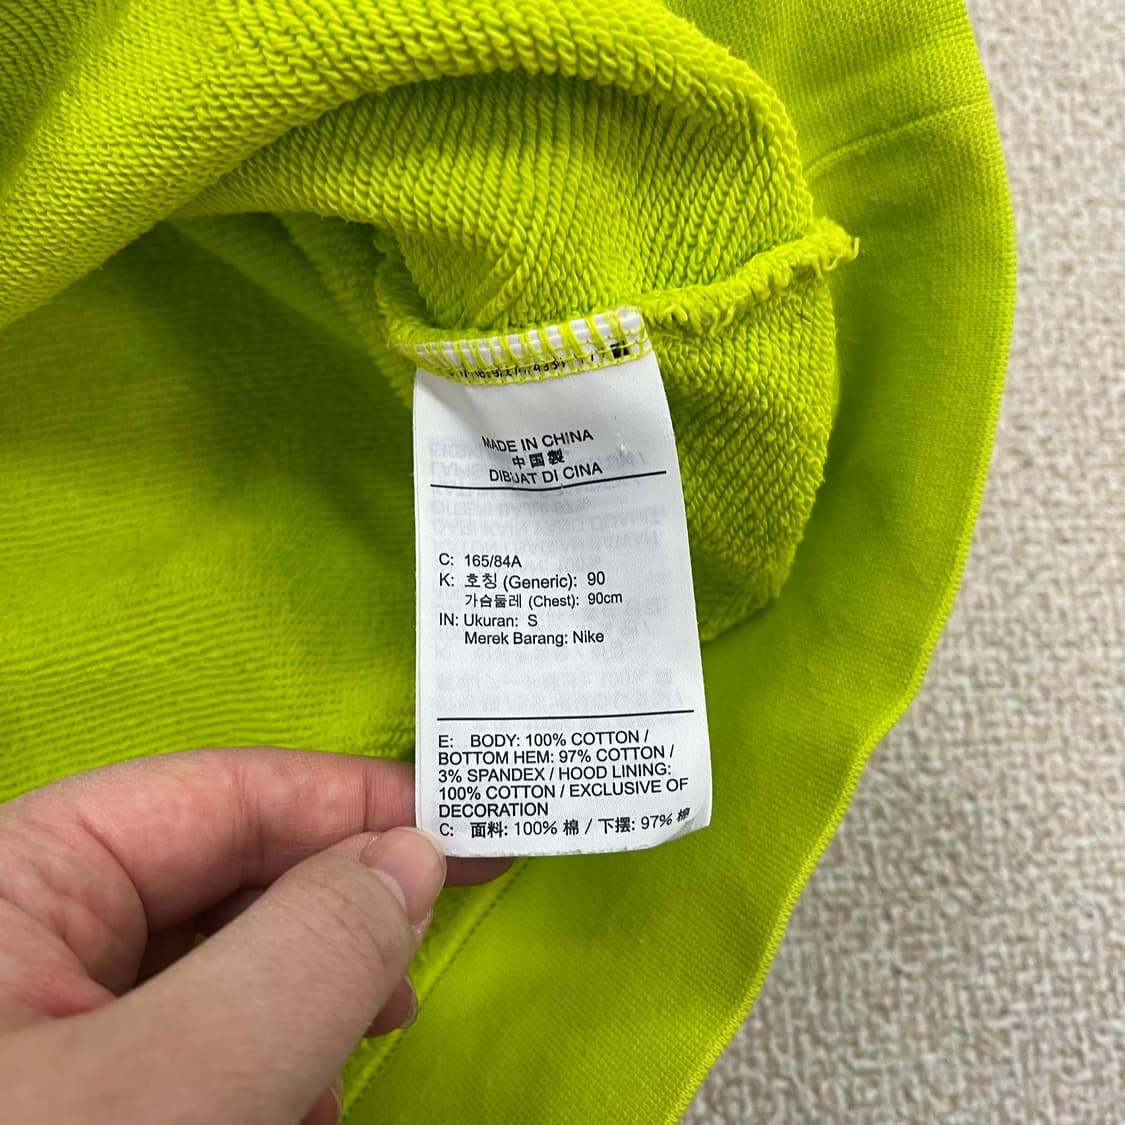 MADE IN CHINA
中国製
DIBUAT DI CINA
C: 165/84A
K: 호칭 (Generic): 90
가슴둘레 (Chest): 90cm
IN: Ukuran: S
Merek Barang: Nike
E: BODY: 100% COTTON /
BOTTOM HEM: 97% COTTON /
3% SPANDEX / HOOD LINING:
100% COTTON / EXCLUSIVE OF
DECORATION
C: 面料: 100% 棉 / 下摆: 97% 棉